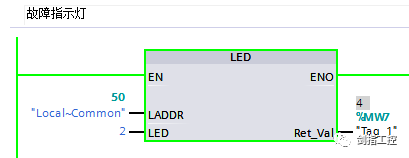 故障指示灯
LED
EN
ENO
50
"Local~Common"
LADDR
2
LED
Ret_Val
4
%MW7
"Tag_1"
剑指工控